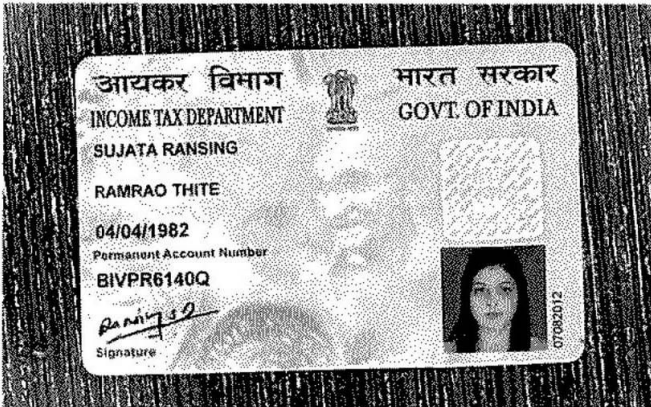 आयकर विभाग
भारत सरकार
INCOME TAX DEPARTMENT
GOVT. OF INDIA
SUJATA RANSING
RAMRAO THITE
04/04/1982
Permanent Account Number
BIVPR6140Q
Signature
07082012